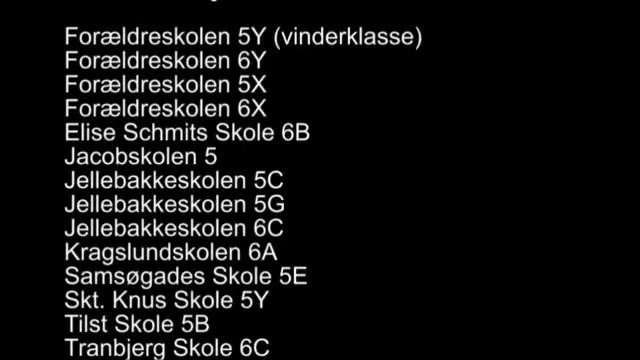 Forældreskolen 5Y (vinderklasse)
Forældreskolen 6Y
Forældreskolen 5X
Forældreskolen 6X
Elise Schmits Skole 6B
Jacobskolen 5
Jellebakkeskolen 5C
Jellebakkeskolen 5G
Jellebakkeskolen 6C
Kragslundskolen 6A
Samsøgades Skole 5E
Skt. Knus Skole 5Y
Tilst Skole 5B
Tranbjerg Skole 6C